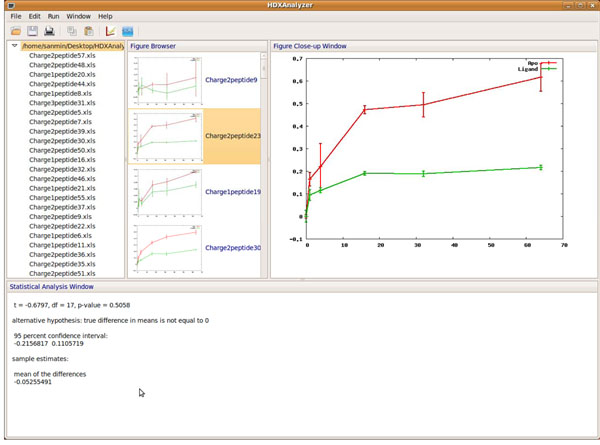 HDXAnalyzer
File Edit Run Window Help
/home/sanmin/Desktop/HDXAnaly
Charge2peptide57.xls
Charge2peptide48.xls
Charge1peptide20.xls
Charge2peptide44.xls
Charge1peptide8.xls
Charge3peptide31.xls
Charge2peptide5.xls
Charge2peptide7.xls
Charge2peptide39.xls
Charge2peptide30.xls
Charge2peptide50.xls
Charge1peptide16.xls
Charge2peptide32.xls
Charge2peptide46.xls
Charge2peptide21.xls
Charge1peptide55.xls
Charge2peptide37.xls
Charge2peptide9.xls
Charge2peptide22.xls
Charge1peptide6.xls
Charge1peptide11.xls
Charge2peptide36.xls
Charge2peptide35.xls
Charge2peptide51.xls
Figure Browser
Charge2peptide9
Charge2peptide23
Charge1peptide19
Charge2peptide30
Figure Close-up Window
Apo
Ligand
0.7
0.6
0.5
0.4
0.3
0.2
0.1
0
-0.1
0 10 20 30 40 50 60 70
Statistical Analysis Window
t = -0.6797, df = 17, p-value = 0.5058
alternative hypothesis: true difference in means is not equal to 0
95 percent confidence interval:
-0.2156817 0.1105719
sample estimates:
mean of the differences
-0.05255491